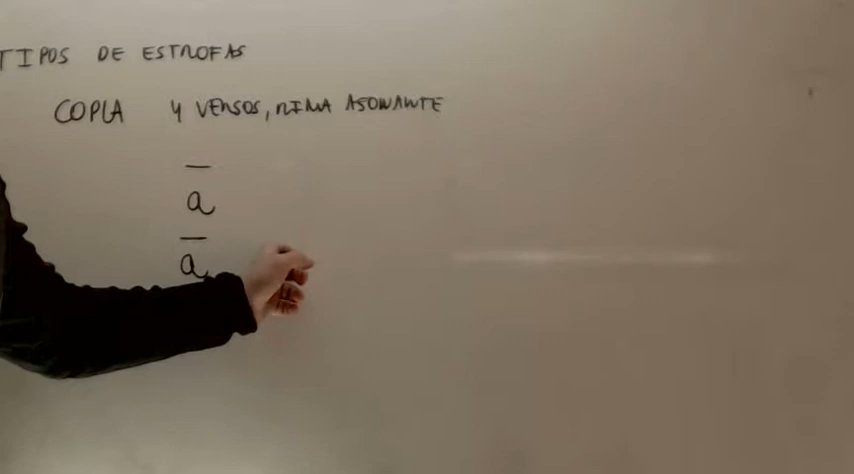 TIPOS DE ESTROFAS
COPLA 4 VERSOS, RIMA ASONANTE
—
a
—
a